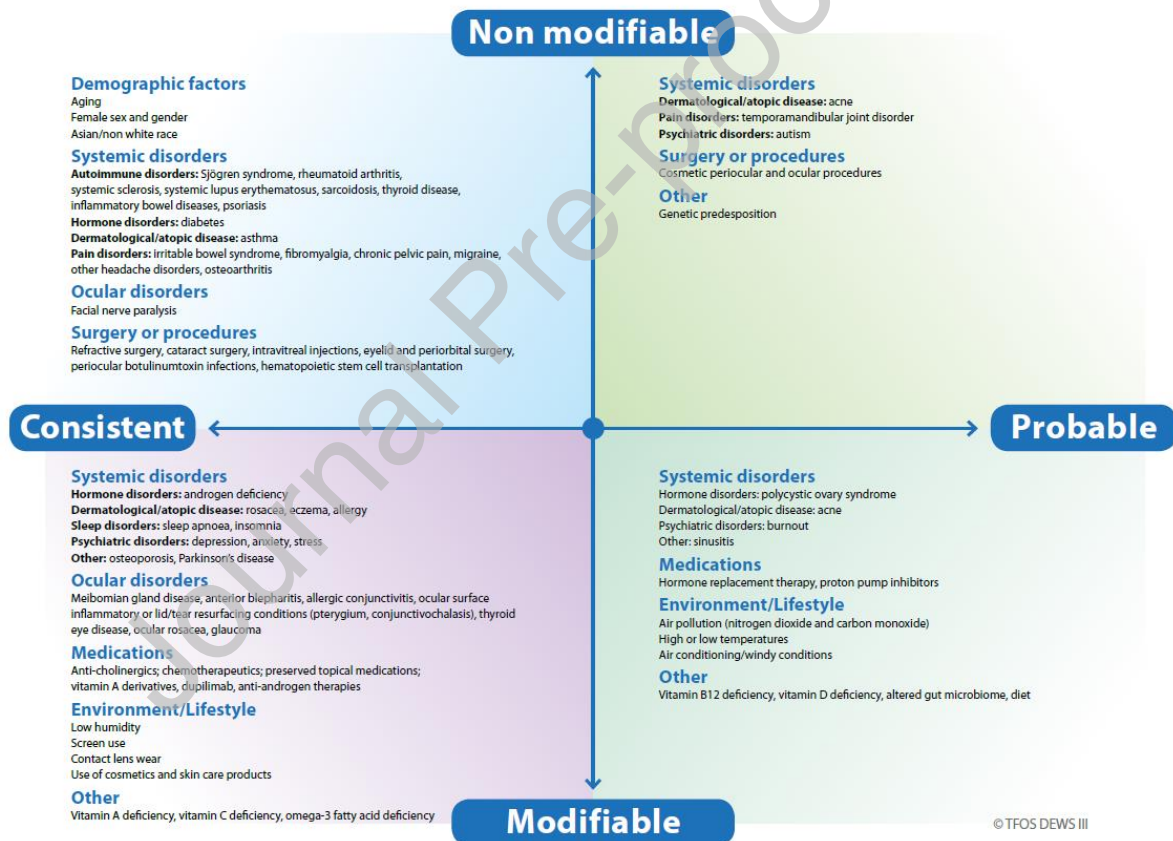 Non modifiable
Demographic factors
Aging
Female sex and gender
Asian/non white race
Systemic disorders
Autoimmune disorders: Sjögren syndrome, rheumatoid arthritis,
systemic sclerosis, systemic lupus erythematosus, sarcoidosis, thyroid disease,
inflammatory bowel diseases, psoriasis
Hormone disorders: diabetes
Dermatological/atopic disease: asthma
Pain disorders: irritable bowel syndrome, fibromyalgia, chronic pelvic pain, migraine,
other headache disorders, osteoarthritis
Ocular disorders
Facial nerve paralysis
Surgery or procedures
Refractive surgery, cataract surgery, intravitreal injections, eyelid and periorbital surgery,
periocular botulinumtoxin infections, hematopoietic stem cell transplantation
Systemic disorders
Dermatological/atopic disease: acne
Pain disorders: temporamandibular joint disorder
Psychiatric disorders: autism
Surgery or procedures
Cosmetic periocular and ocular procedures
Other
Genetic predesposition
Consistent
Probable
Systemic disorders
Hormone disorders: androgen deficiency
Dermatological/atopic disease: rosacea, eczema, allergy
Sleep disorders: sleep apnoea, insomnia
Psychiatric disorders: depression, anxiety, stress
Other: osteoporosis, Parkinson's disease
Ocular disorders
Meibomian gland disease, anterior blepharitis, allergic conjunctivitis, ocular surface
inflammatory or lid/tear resurfacing conditions (pterygium, conjunctivochalasis), thyroid
eye disease, ocular rosacea, glaucoma
Medications
Anti-cholinergics; chemotherapeutics; preserved topical medications;
vitamin A derivatives, dupilimab, anti-androgen therapies
Environment/Lifestyle
Low humidity
Screen use
Contact lens wear
Use of cosmetics and skin care products
Other
Vitamin A deficiency, vitamin C deficiency, omega-3 fatty acid deficiency
Systemic disorders
Hormone disorders: polycystic ovary syndrome
Dermatological/atopic disease: acne
Psychiatric disorders: burnout
Other: sinusitis
Medications
Hormone replacement therapy, proton pump inhibitors
Environment/Lifestyle
Air pollution (nitrogen dioxide and carbon monoxide)
High or low temperatures
Air conditioning/windy conditions
Other
Vitamin B12 deficiency, vitamin D deficiency, altered gut microbiome, diet
Modifiable
© TFOS DEWS III
Journal Pre-proo